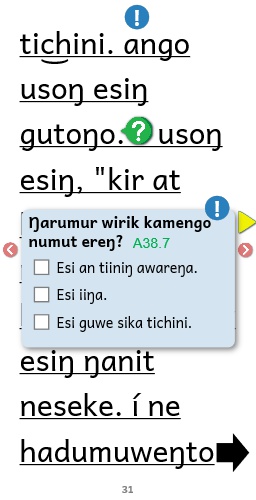 tichini. ango
usoŋ esiŋ
gutoŋo. usoŋ
esiŋ, "kir at
Ŋarumur wirik kamengo
numut ereŋ? A38.7
Esi an tiiniŋ awareŋa.
Esi iiŋa.
Esi guwe sika tichini.
esiŋ ŋanit
neseke. í ne
hadumuweŋto
31